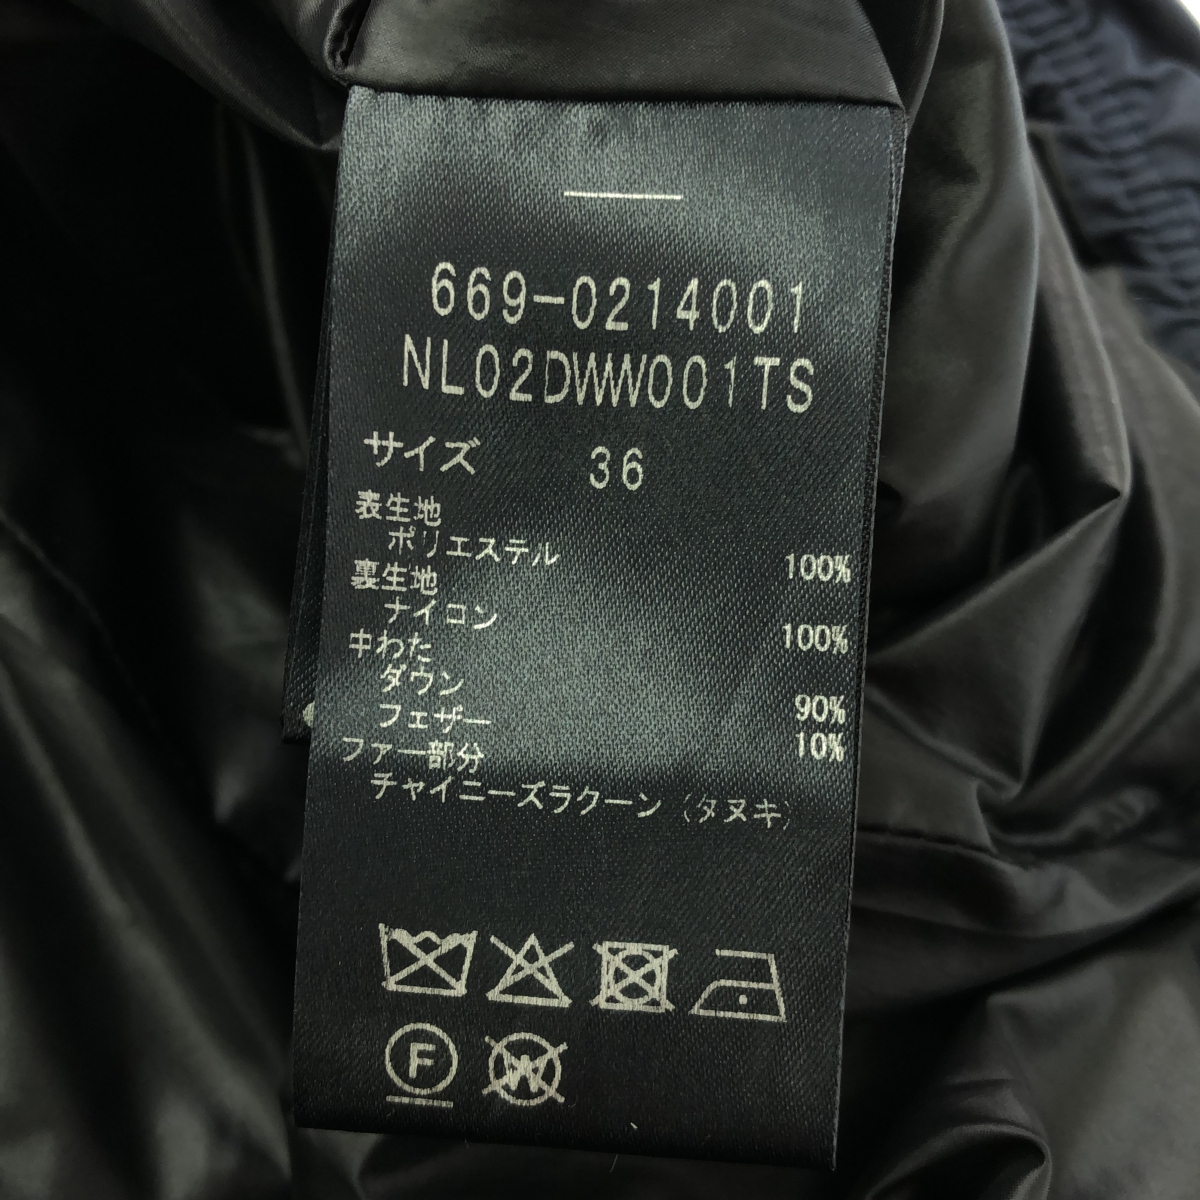 669-0214001
NL02DWW001TS
サイズ 36
表生地
ポリエステル 100%
裏生地
ナイロン 100%
中わた
ダウン 90%
フェザー 10%
ファー部分
チャイニーズラクーン (タヌキ)
F
W